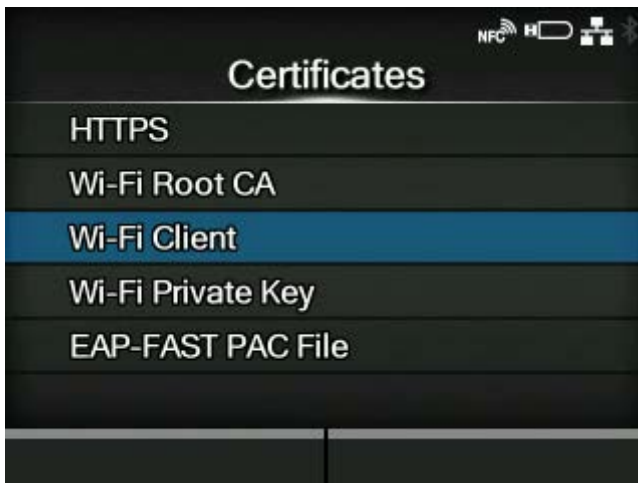 NFC
H
Certificates
HTTPS
Wi-Fi Root CA
Wi-Fi Client
Wi-Fi Private Key
EAP-FAST PAC File